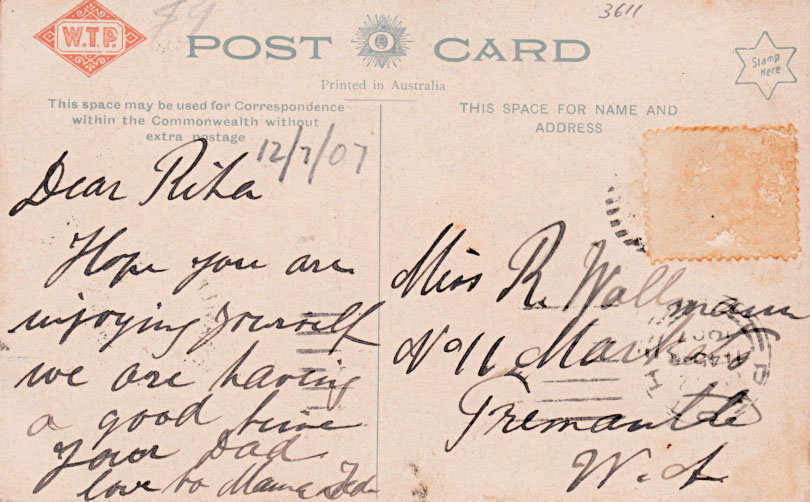 3611
W.T.P.
POST CARD
Stamp Here
Printed in Australia
This space may be used for Correspondence
within the Commonwealth without
extra postage
12/7/07
Dear Rita
Hope you are
enjoying yourself
we are having
a good time
Your Dad
love to Mama
THIS SPACE FOR NAME AND
ADDRESS
Miss R. Wollmann
No 11 Markets
Fremantle
W. A